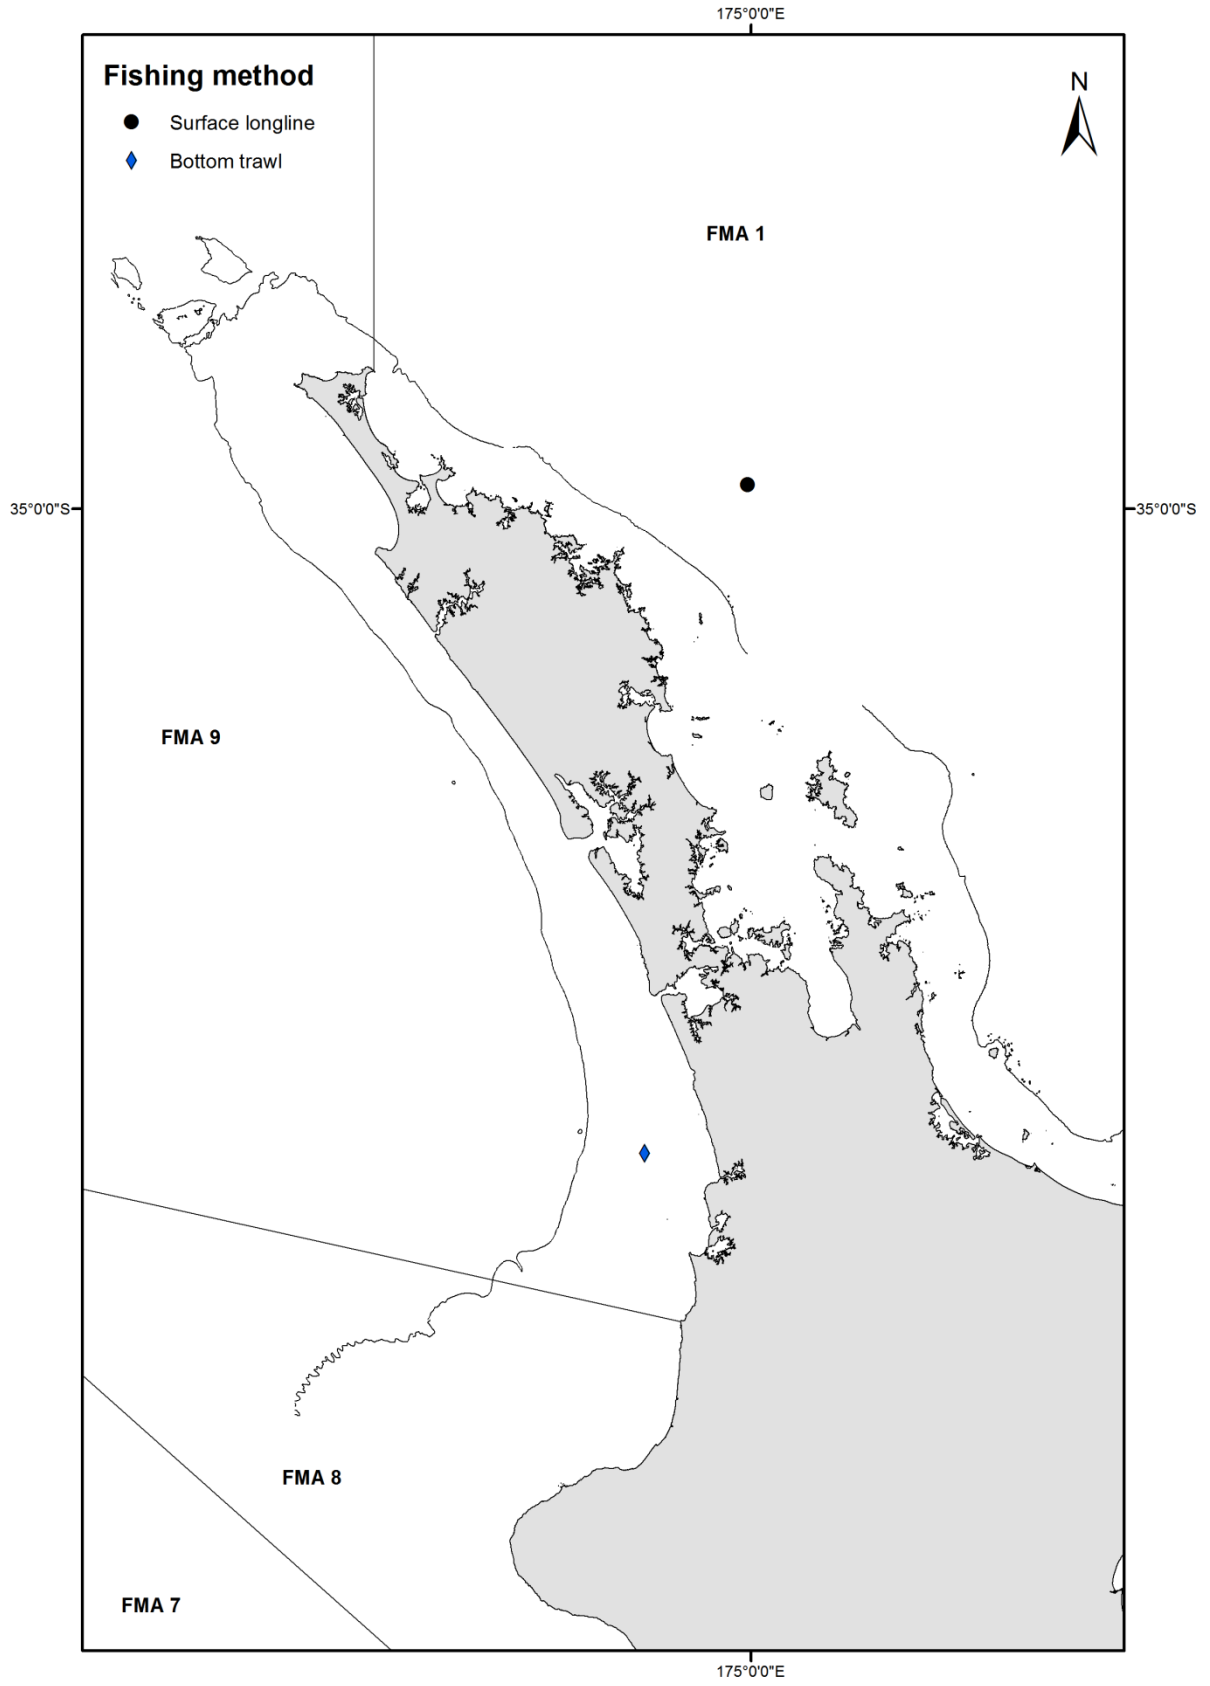 175°0'0"E
Fishing method
N
Surface longline
Bottom trawl
FMA 1
35°0'0"S
35°0'0"S
FMA 9
FMA 8
FMA 7
175°0'0"E